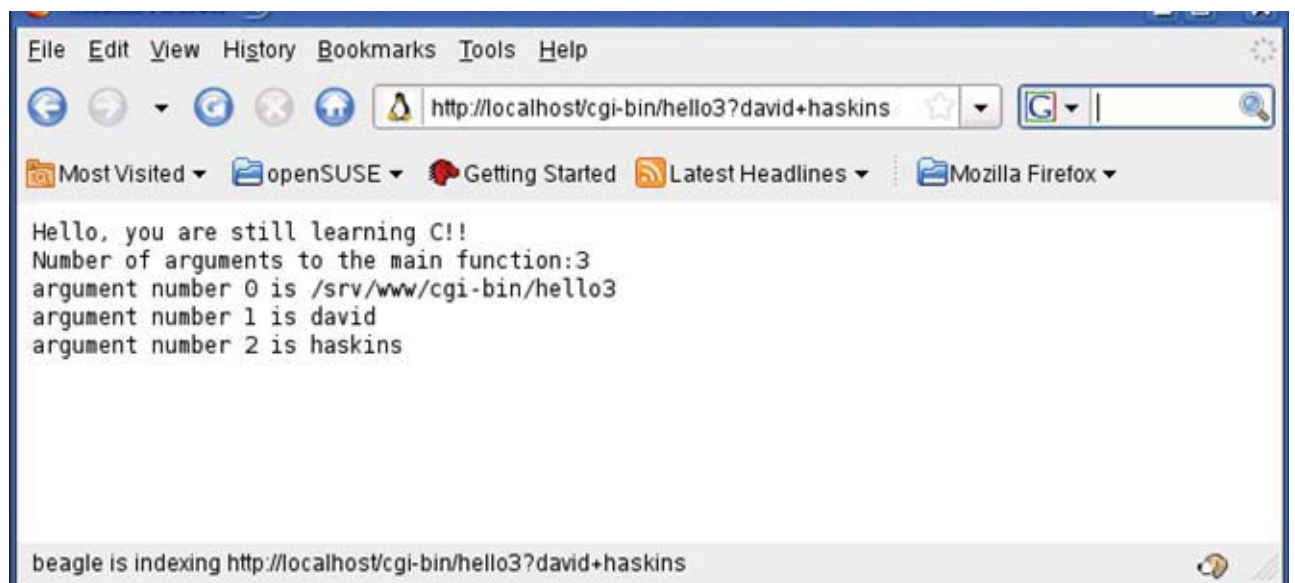 File Edit View History Bookmarks Tools Help
http://localhost/cgi-bin/hello3?david+haskins
G
Most Visited openSUSE Getting Started Latest Headlines Mozilla Firefox
Hello, you are still learning C!!
Number of arguments to the main function:3
argument number 0 is /srv/www/cgi-bin/hello3
argument number 1 is david
argument number 2 is haskins
beagle is indexing http://localhost/cgi-bin/hello3?david+haskins